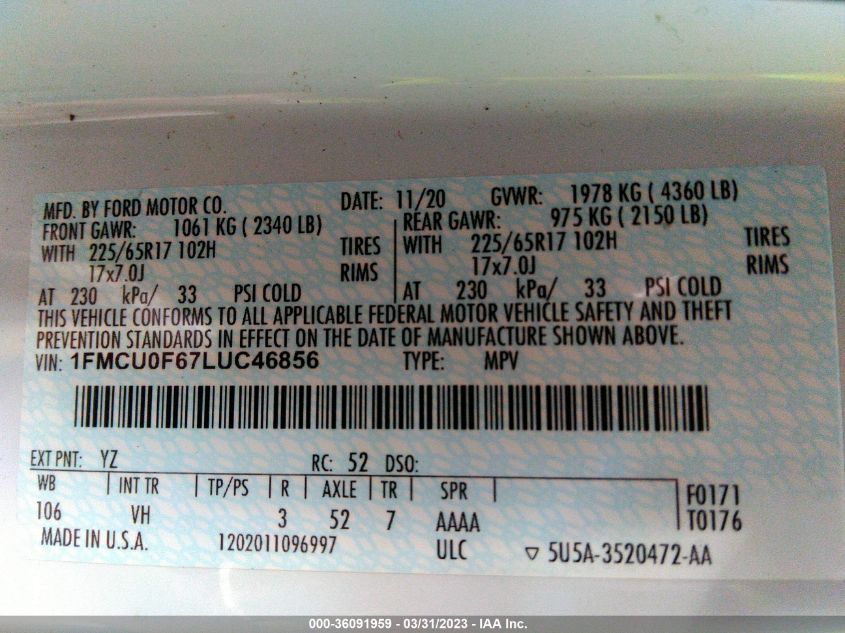 MFD. BY FORD MOTOR CO. DATE: 11/20 GVWR: 1978 KG ( 4360 LB)
FRONT GAWR: 1061 KG ( 2340 LB) REAR GAWR: 975 KG ( 2150 LB)
WITH 225/65R17 102H TIRES WITH 225/65R17 102H TIRES
17x7.0J RIMS 17x7.0J RIMS
AT 230 kPa/ 33 PSI COLD AT 230 kPa/ 33 PSI COLD
THIS VEHICLE CONFORMS TO ALL APPLICABLE FEDERAL MOTOR VEHICLE SAFETY AND THEFT
PREVENTION STANDARDS IN EFFECT ON THE DATE OF MANUFACTURE SHOWN ABOVE.
VIN: 1FMCU0F67LUC46856 TYPE: MPV
EXT PNT: YZ RC: 52 DSO:
WB INT TR TP/PS R AXLE TR SPR F0171
106 VH 3 52 7 AAAA T0176
MADE IN U.S.A. 1202011096997 ULC ▽ 5U5A-3520472-AA
000-36091959 — 03/31/2023 — IAA Inc.